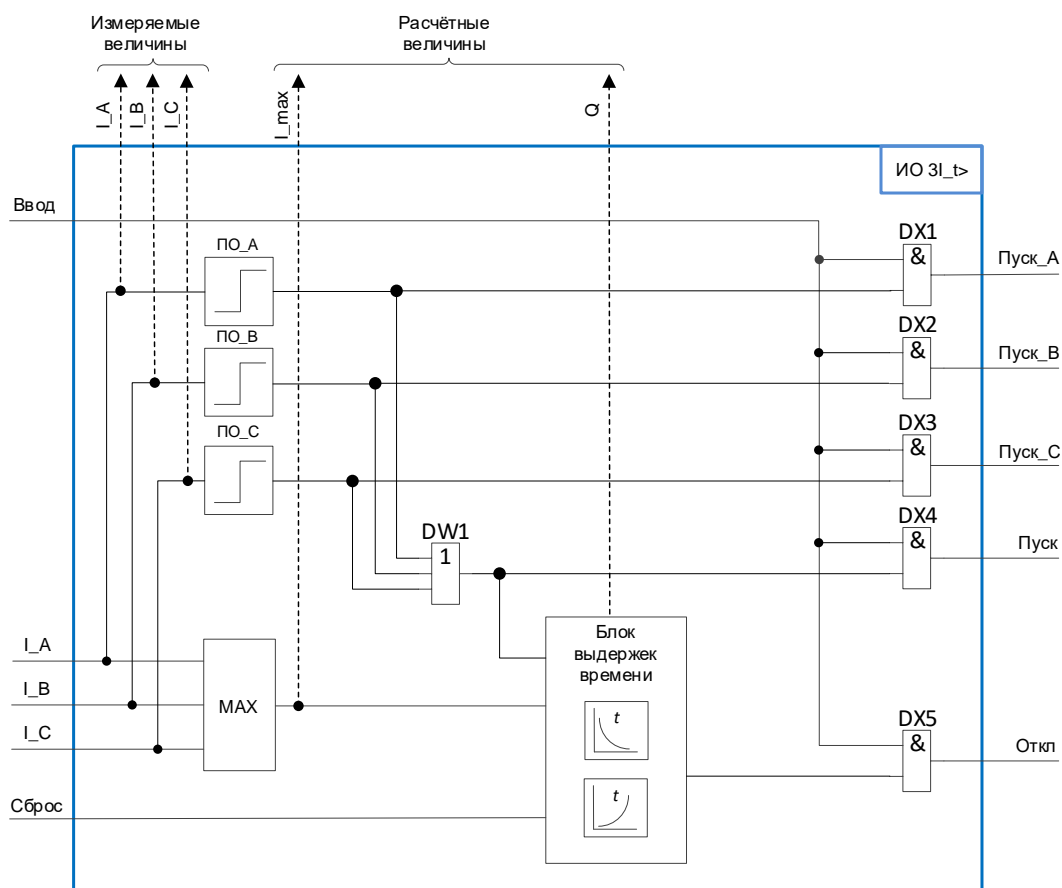 Измеряемые
величины
Расчётные
величины
I_A
I_B
I_C
I_max
Q
ИО 3I_t>
Ввод
ПО_A
DX1
&
Пуск_A
ПО_B
DX2
&
Пуск_B
ПО_C
DX3
&
Пуск_C
DW1
1
DX4
&
Пуск
Блок
выдержек
времени
t
t
I_A
I_B
I_C
MAX
DX5
&
Откл
Сброс